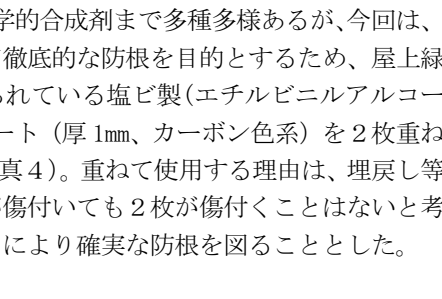 学的合成剤まで多種多様あるが、今回は、
徹底的な防根を目的とするため、屋上緑
られている塩ビ製(エチルビニルアルコー
ート（厚 1mm、カーボン色系）を２枚重ね
真４)。重ねて使用する理由は、埋戻し等
傷付いても２枚が傷付くことはないと考
により確実な防根を図ることとした。